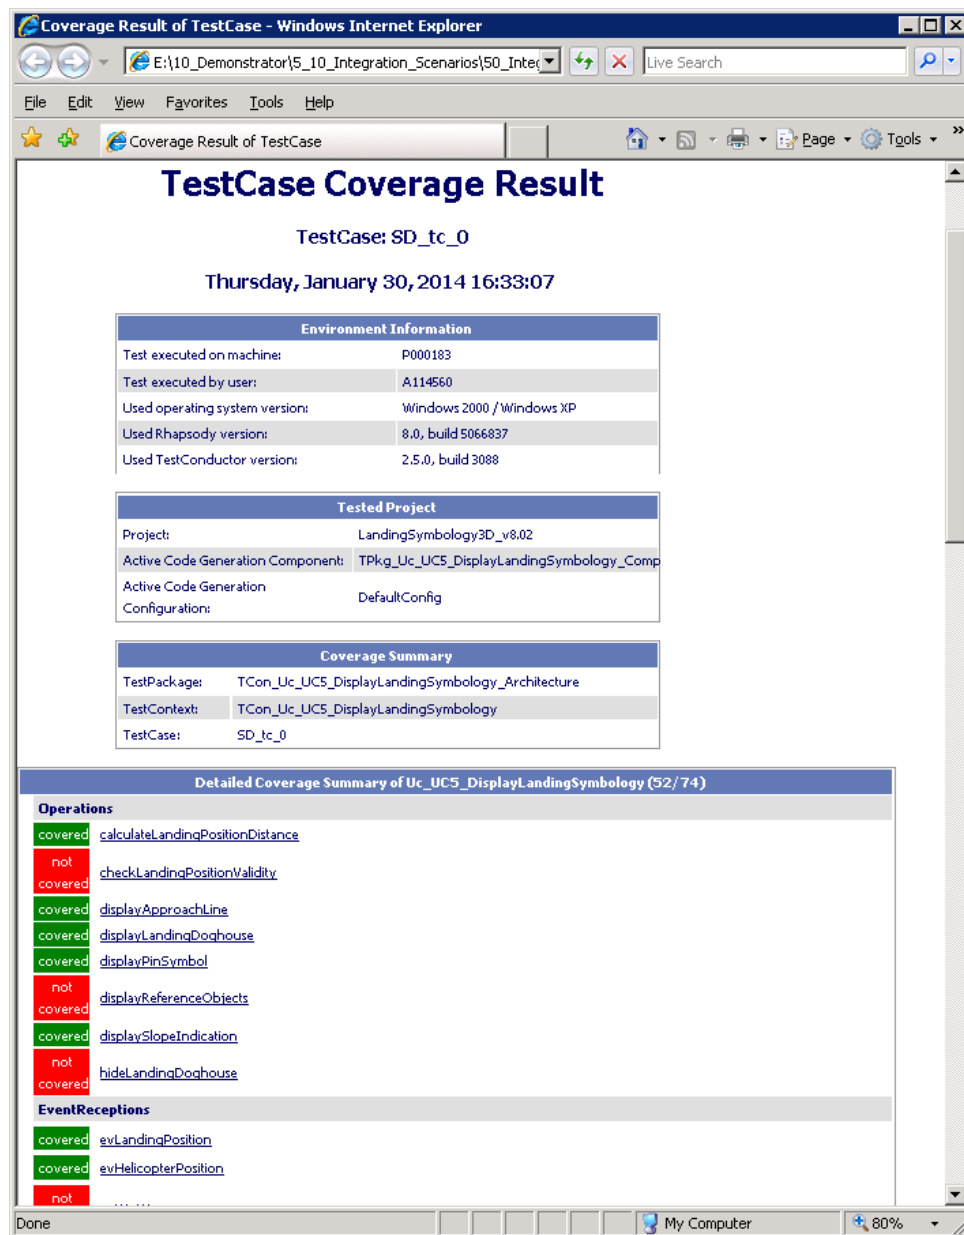 Coverage Result of TestCase - Windows Internet Explorer
E:\10_Demonstrator\5_10_Integration_Scenarios\50_Integ
Live Search
File Edit View Favorites Tools Help
Coverage Result of TestCase
Page Tools »
TestCase Coverage Result
TestCase: SD_tc_0
Thursday, January 30, 2014 16:33:07
Environment Information
Test executed on machine: P000183
Test executed by user: A114560
Used operating system version: Windows 2000 / Windows XP
Used Rhapsody version: 8.0, build 5066837
Used TestConductor version: 2.5.0, build 3088
Tested Project
Project: LandingSymbology3D_v8.02
Active Code Generation Component: TPkg_Uc_UC5_DisplayLandingSymbology_Comp
Active Code Generation
Configuration: DefaultConfig
Coverage Summary
TestPackage: TCon_Uc_UC5_DisplayLandingSymbology_Architecture
TestContext: TCon_Uc_UC5_DisplayLandingSymbology
TestCase: SD_tc_0
Detailed Coverage Summary of Uc_UC5_DisplayLandingSymbology (52/74)
Operations
covered calculateLandingPositionDistance
not
covered checkLandingPositionValidity
covered displayApproachLine
covered displayLandingDoghouse
covered displayPinSymbol
not
covered displayReferenceObjects
covered displaySlopeIndication
not
covered hideLandingDoghouse
EventReceptions
covered evLandingPosition
covered evHelicopterPosition
not
Done My Computer 80%